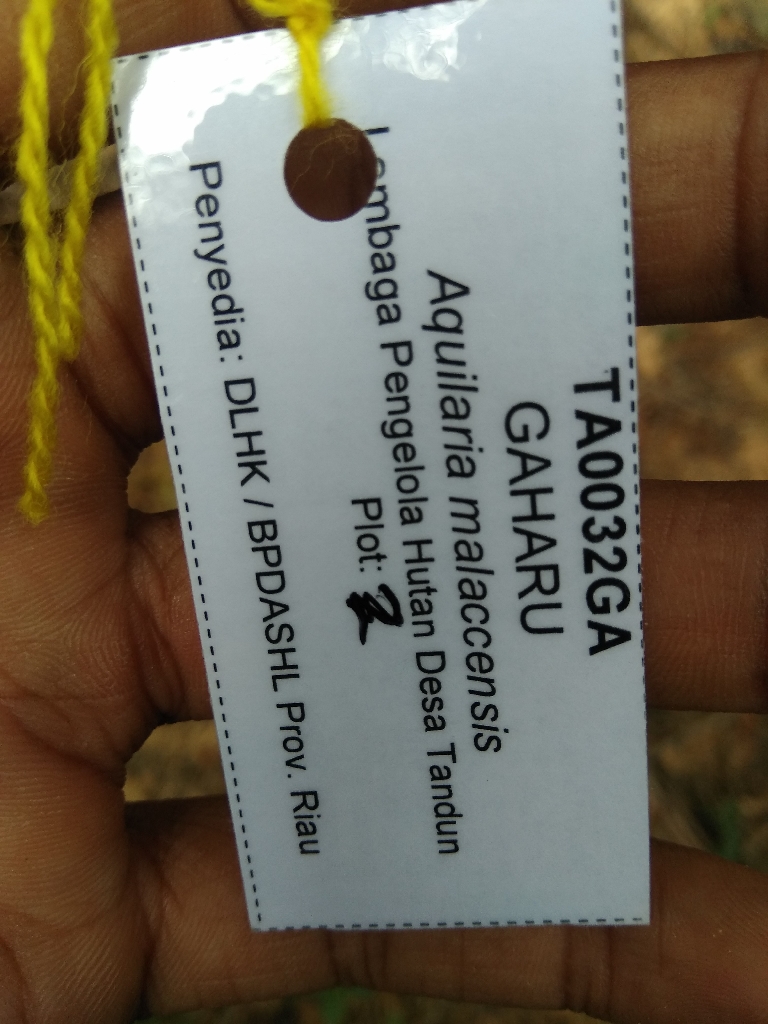 TA0032GA
GAHARU
Aquilaria malaccensis
Lembaga Pengelola Hutan Desa Tandun
Plot: 2
Penyedia: DLHK / BPDASHL Prov. Riau